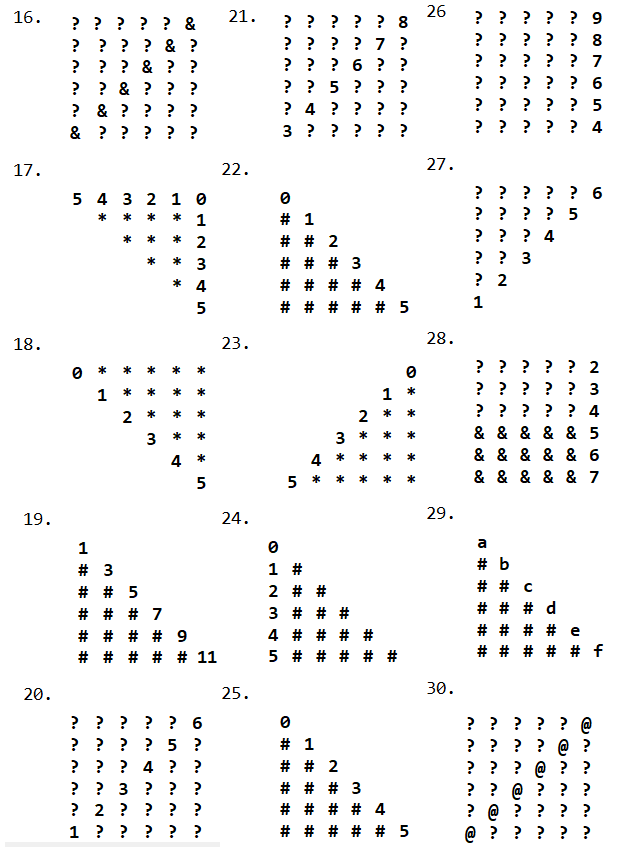 16.
? ? ? ? ? &
? ? ? ? & ?
? ? ? & ? ?
? ? & ? ? ?
? & ? ? ? ?
& ? ? ? ? ?
17.
5 4 3 2 1 0
* * * * 1
* * * 2
* * 3
* 4
5
18.
0 * * * * *
1 * * * *
2 * * *
3 * *
4 *
5
19.
1
# 3
# # 5
# # # 7
# # # # 9
# # # # # 11
20.
? ? ? ? ? 6
? ? ? ? 5 ?
? ? ? 4 ? ?
? ? 3 ? ? ?
? 2 ? ? ? ?
1 ? ? ? ? ?
21.
? ? ? ? ? 8
? ? ? ? 7 ?
? ? ? 6 ? ?
? ? 5 ? ? ?
? 4 ? ? ? ?
3 ? ? ? ? ?
22.
0
# 1
# # 2
# # # 3
# # # # 4
# # # # # 5
23.
0
1 *
2 * *
3 * * *
4 * * * *
5 * * * * *
24.
0
1 #
2 # #
3 # # #
4 # # # #
5 # # # # #
25.
0
# 1
# # 2
# # # 3
# # # # 4
# # # # # 5
26
? ? ? ? ? 9
? ? ? ? ? 8
? ? ? ? ? 7
? ? ? ? ? 6
? ? ? ? ? 5
? ? ? ? ? 4
27.
? ? ? ? ? 6
? ? ? ? 5
? ? ? 4
? ? 3
? 2
1
28.
? ? ? ? ? 2
? ? ? ? ? 3
? ? ? ? ? 4
& & & & & 5
& & & & & 6
& & & & & 7
29.
a
# b
# # c
# # # d
# # # # e
# # # # # f
30.
? ? ? ? ? @
? ? ? ? @ ?
? ? ? @ ? ?
? ? @ ? ? ?
? @ ? ? ? ?
@ ? ? ? ? ?